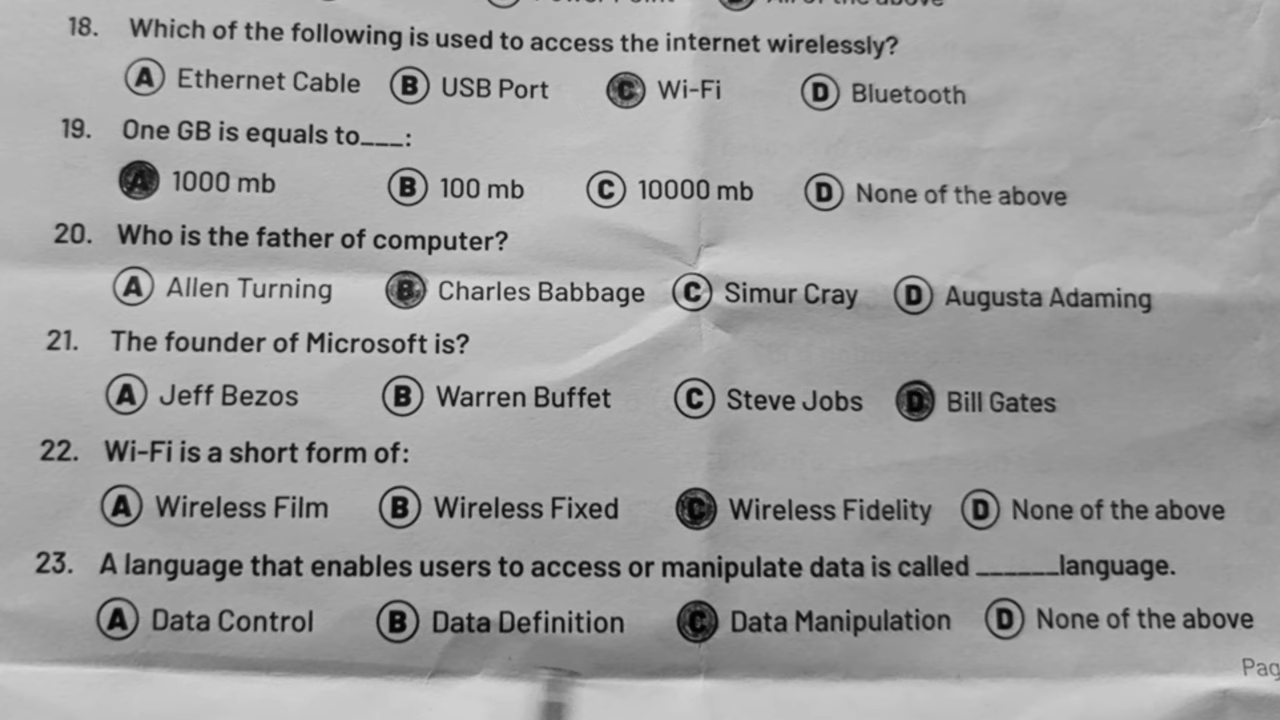 18. Which of the following is used to access the internet wirelessly?
A Ethernet Cable B USB Port C Wi-Fi D Bluetooth
19. One GB is equals to___:
A 1000 mb B 100 mb C 10000 mb D None of the above
20. Who is the father of computer?
A Allen Turning B Charles Babbage C Simur Cray D Augusta Adaming
21. The founder of Microsoft is?
A Jeff Bezos B Warren Buffet C Steve Jobs D Bill Gates
22. Wi-Fi is a short form of:
A Wireless Film B Wireless Fixed C Wireless Fidelity D None of the above
23. A language that enables users to access or manipulate data is called ______language.
A Data Control B Data Definition C Data Manipulation D None of the above
Pag